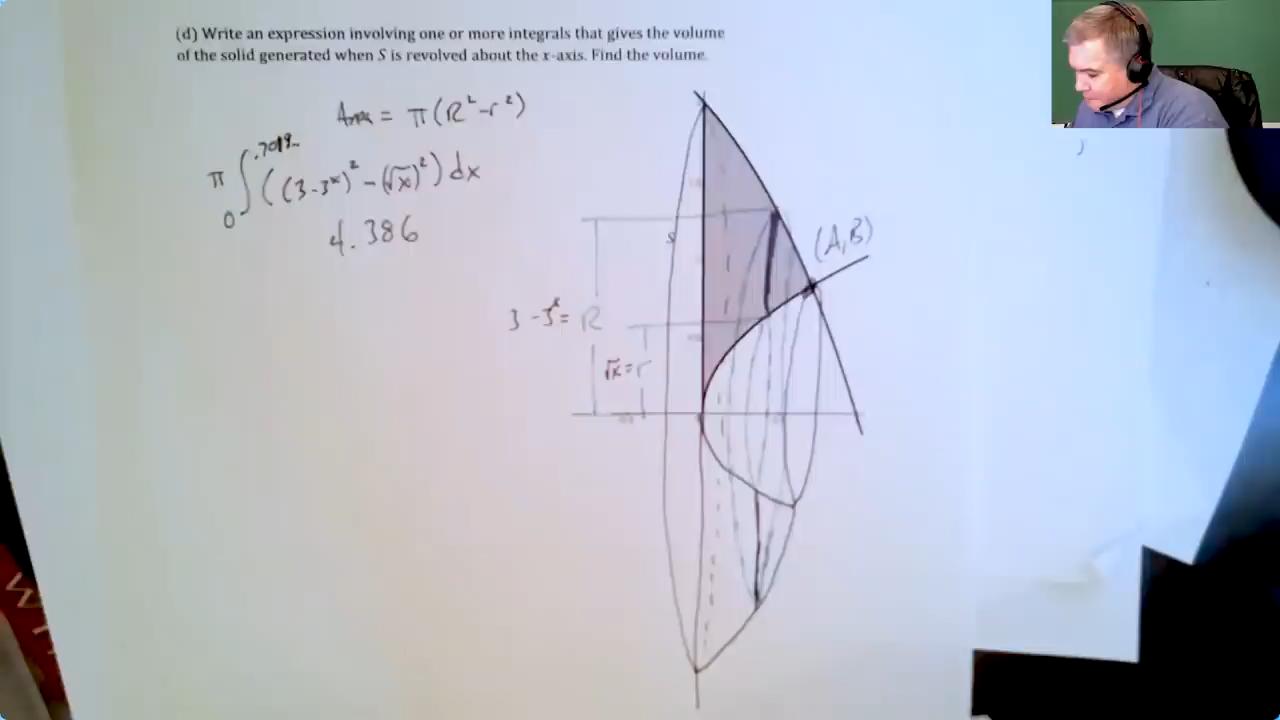 (d) Write an expression involving one or more integrals that gives the volume
of the solid generated when S is revolved about the x-axis. Find the volume.
Area = π(R² - r²)
π ∫₀^.7019… ((3-3ˣ)² - (√x)²) dx
4.386
(A,B)
3 - 3ˣ = R
√x = r